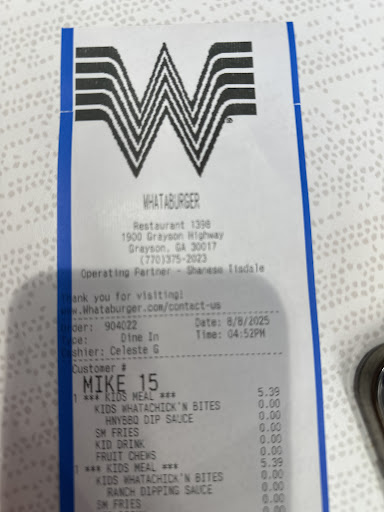 W
WHATABURGER
Restaurant 1398
1900 Grayson Highway
Grayson, GA 30017
(770)375-2023
Operating Partner - Shanese Tisdale
Thank you for visiting!
www.Whataburger.com/contact-us
Order: 904022 Date: 8/8/2025
Type: Dine In Time: 04:52PM
Cashier: Celeste G
Customer #
MIKE 15
1 *** KIDS MEAL *** 5.39
KIDS WHATACHICK'N BITES 0.00
HNYBBQ DIP SAUCE 0.00
SM FRIES 0.00
KID DRINK 0.00
FRUIT CHEWS 0.00
1 *** KIDS MEAL *** 5.39
KIDS WHATACHICK'N BITES 0.00
RANCH DIPPING SAUCE 0.00
SM FRIES 0.00